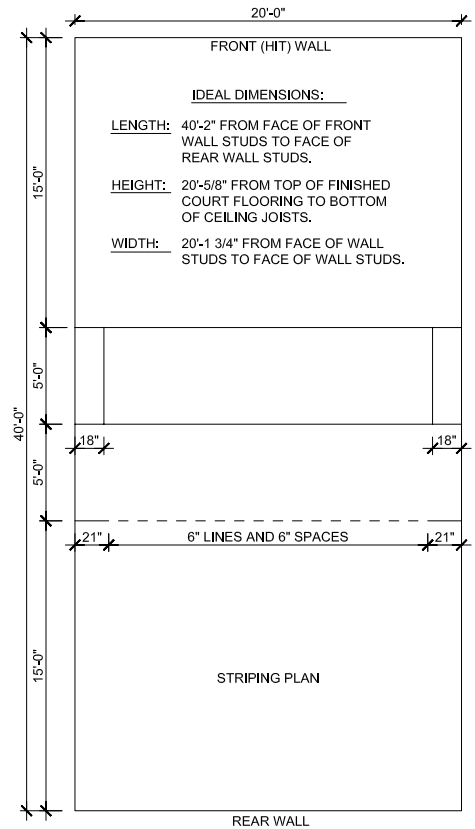 20'-0"
FRONT (HIT) WALL
IDEAL DIMENSIONS:
LENGTH: 40'-2" FROM FACE OF FRONT
WALL STUDS TO FACE OF
REAR WALL STUDS.
15'-0"
HEIGHT: 20'-5/8" FROM TOP OF FINISHED
COURT FLOORING TO BOTTOM
OF CEILING JOISTS.
WIDTH: 20'-1 3/4" FROM FACE OF WALL
STUDS TO FACE OF WALL STUDS.
5'-0"
40'-0"
18" 18"
5'-0"
21" 6" LINES AND 6" SPACES 21"
15'-0"
STRIPING PLAN
REAR WALL